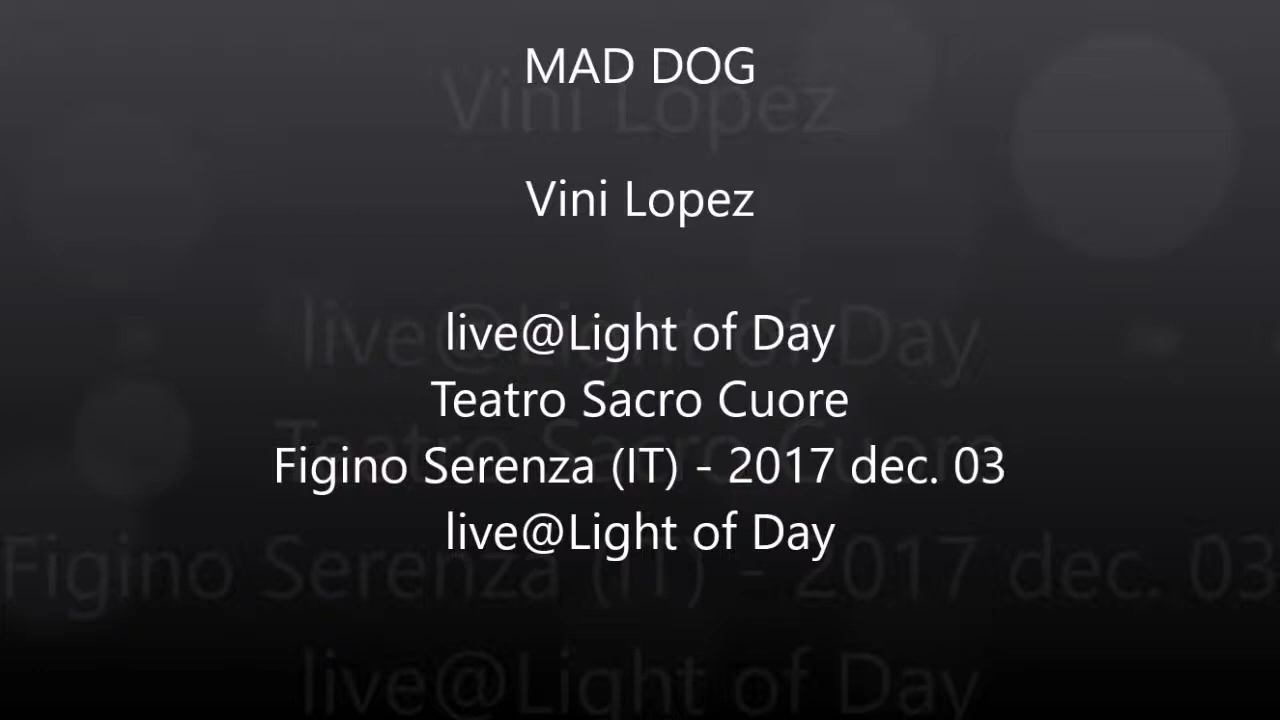 MAD DOG
Vini Lopez
live@Light of Day
Teatro Sacro Cuore
Figino Serenza (IT) - 2017 dec. 03
live@Light of Day